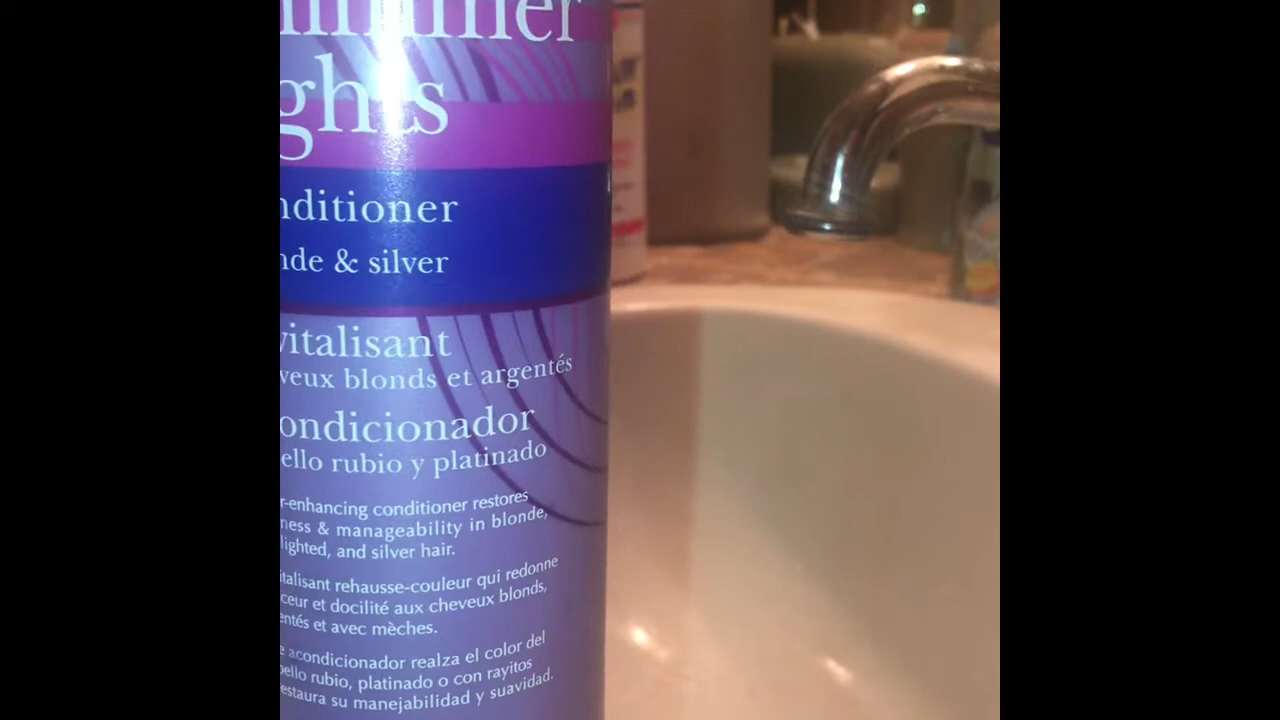 himmer
ghts
nditioner
nde & silver
vitalisant
veux blonds et argentés
ondicionador
ello rubio y platinado
r-enhancing conditioner restores
ness & manageability in blonde,
lighted, and silver hair.
italisant rehausse-couleur qui redonne
ceur et docilité aux cheveux blonds,
entés et avec mèches.
e acondicionador realza el color del
bello rubio, platinado o con rayitos
estaura su manejabilidad y suavidad.